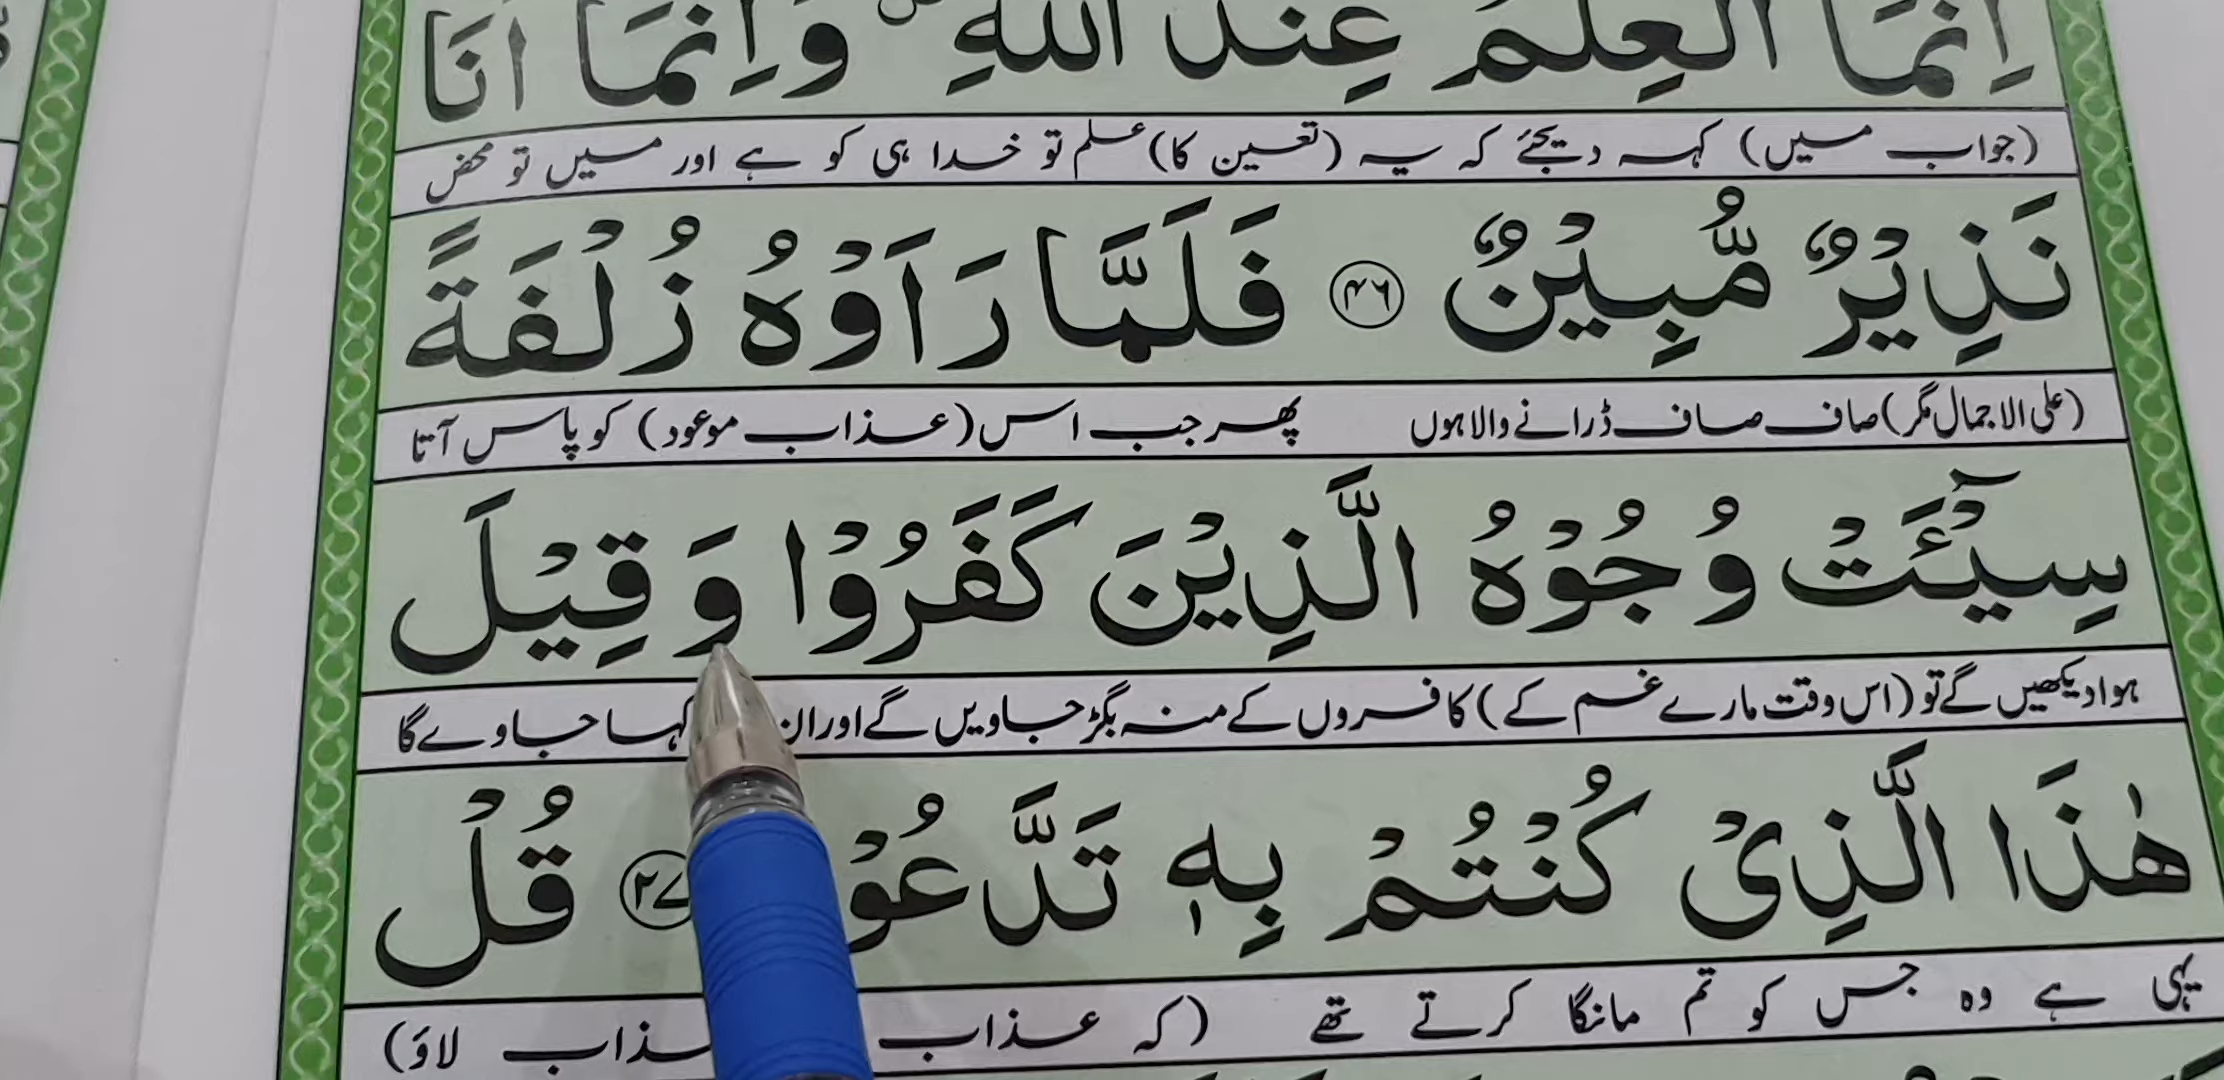 اِنَّمَا الْعِلْمُ عِنْدَ اللّٰهِ ۪ وَاِنَّمَاۤ اَنَا
(جواب میں) کہہ دیجئے کہ یہ (تعین کا) علم تو خدا ہی کو ہے اور میں تو محض
نَذِيْرٌ مُّبِيْنٌ ۲۶ فَلَمَّا رَاَوْهُ زُلْفَةً
(علی الاجمال مگر) صاف صاف ڈرانے والا ہوں پھر جب اس (عذاب موعود) کو پاس آتا
سِیْٓـَٔتْ وُجُوْهُ الَّذِيْنَ كَفَرُوْا وَ قِيْلَ
ہوا دیکھیں گے تو (اس وقت مارے غم کے) کافروں کے منہ بگڑ جاویں گے اور ان کہا جاوے گا
هٰذَا الَّذِیْ كُنْتُمْ بِهٖ تَدَّعُوْ ۲۷ قُلْ
یہی ہے وہ جس کو تم مانگا کرتے تھے (کہ عذاب عذاب لاؤ)